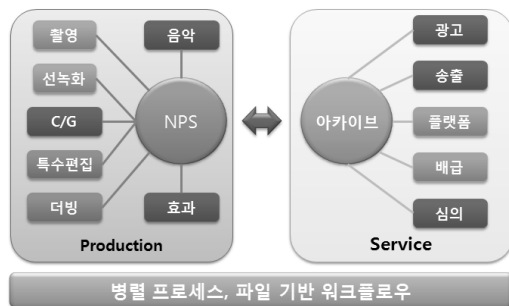 촬영
음악
선녹화
C/G
NPS
특수편집
더빙
효과
Production
광고
송출
아카이브
플랫폼
배급
심의
Service
병렬 프로세스, 파일 기반 워크플로우